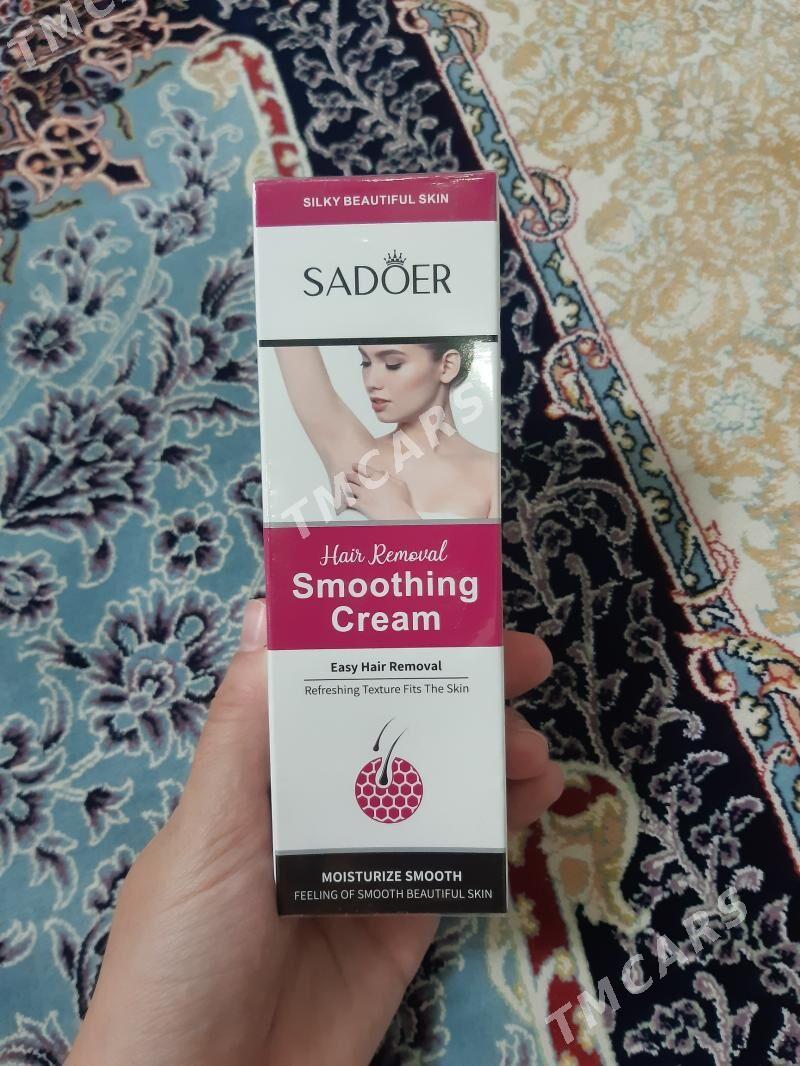 TMCARS
SILKY BEAUTIFUL SKIN
SADOER
TMCARS
Hair Removal
Smoothing
Cream
Easy Hair Removal
Refreshing Texture Fits The Skin
MOISTURIZE SMOOTH
FEELING OF SMOOTH BEAUTIFUL SKIN
TMCARS